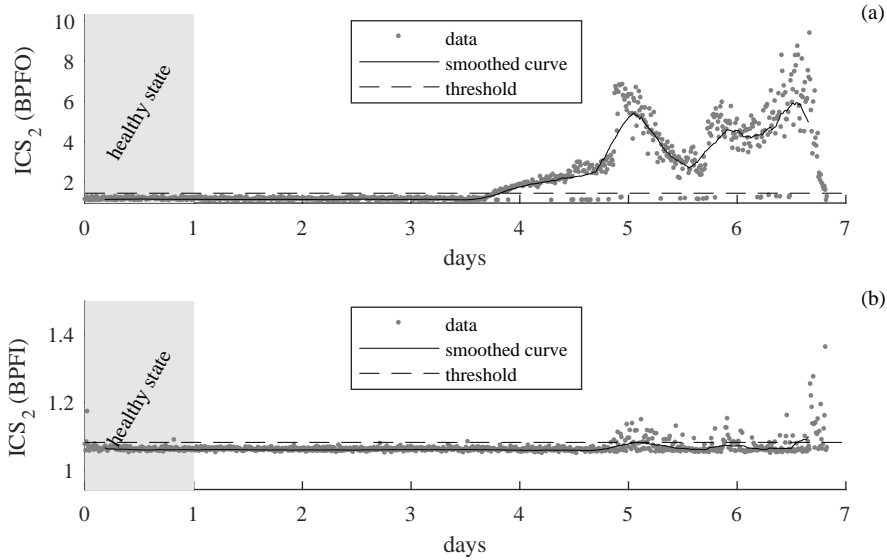 (a)
10
8
6
4
2
ICS2 (BPFO)
healthy state
data
smoothed curve
threshold
0 1 2 3 4 5 6 7
days
(b)
1.4
1.2
1
ICS2 (BPFI)
healthy state
data
smoothed curve
threshold
0 1 2 3 4 5 6 7
days